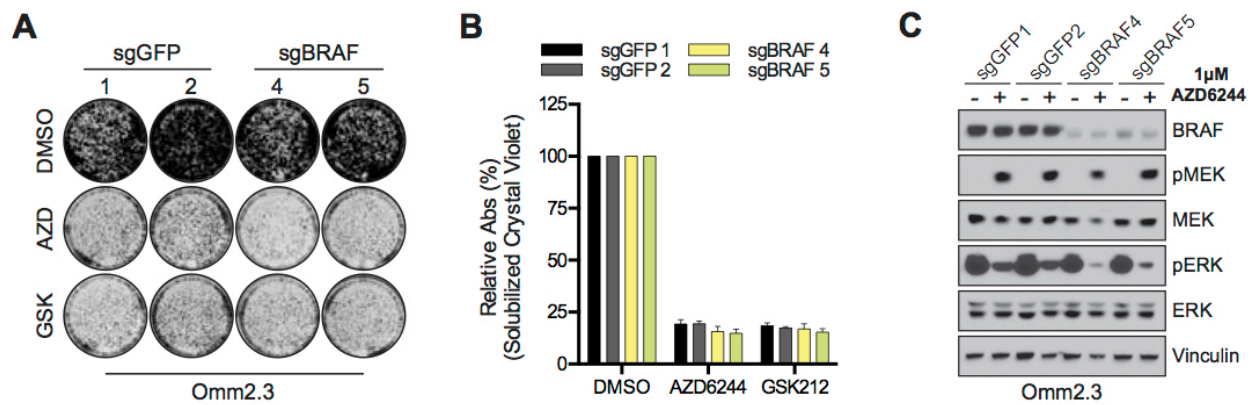 A
sgGFP sgBRAF
1 2 4 5
DMSO
AZD
GSK
Omm2.3
B
sgGFP 1 sgBRAF 4
sgGFP 2 sgBRAF 5
Relative Abs (%)
(Solubilized Crystal Violet)
125
100
75
50
25
0
DMSO AZD6244 GSK212
C
sgGFP1 sgGFP2 sgBRAF4 sgBRAF5
1μM
- + - + - + - + AZD6244
BRAF
pMEK
MEK
pERK
ERK
Vinculin
Omm2.3